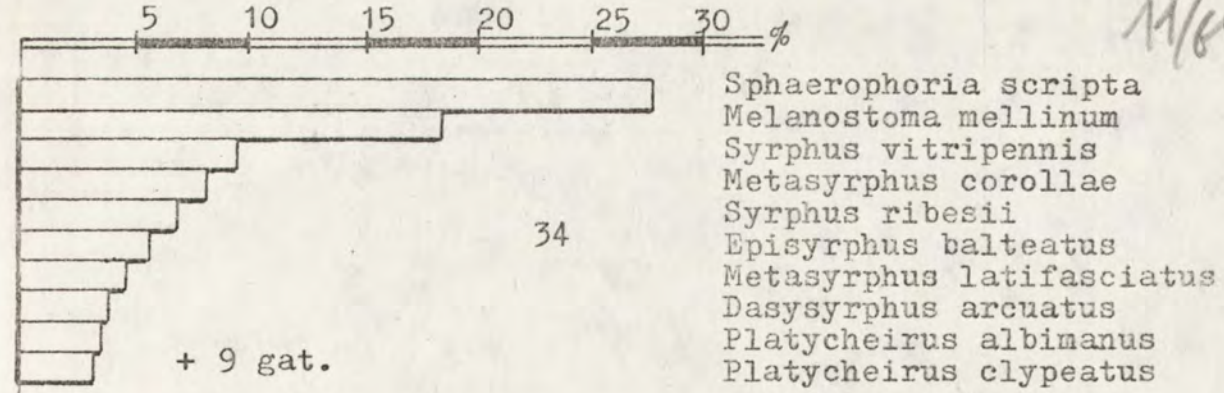 5 10 15 20 25 30 %
11/6
Sphaerophoria scripta
Melanostoma mellinum
Syrphus vitripennis
Metasyrphus corollae
Syrphus ribesii
34
Episyrphus balteatus
Metasyrphus latifasciatus
Dasysyrphus arcuatus
Platycheirus albimanus
+ 9 gat.
Platycheirus clypeatus